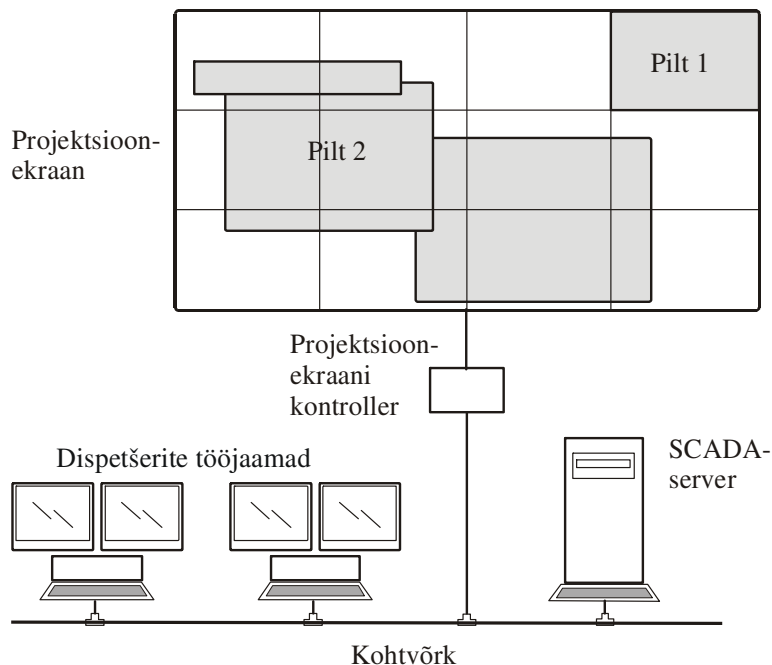 Pilt 1
Projektsioon-
ekraan
Pilt 2
Projektsioon-
ekraani
kontroller
Dispetšerite tööjaamad
SCADA-
server
Kohtvõrk